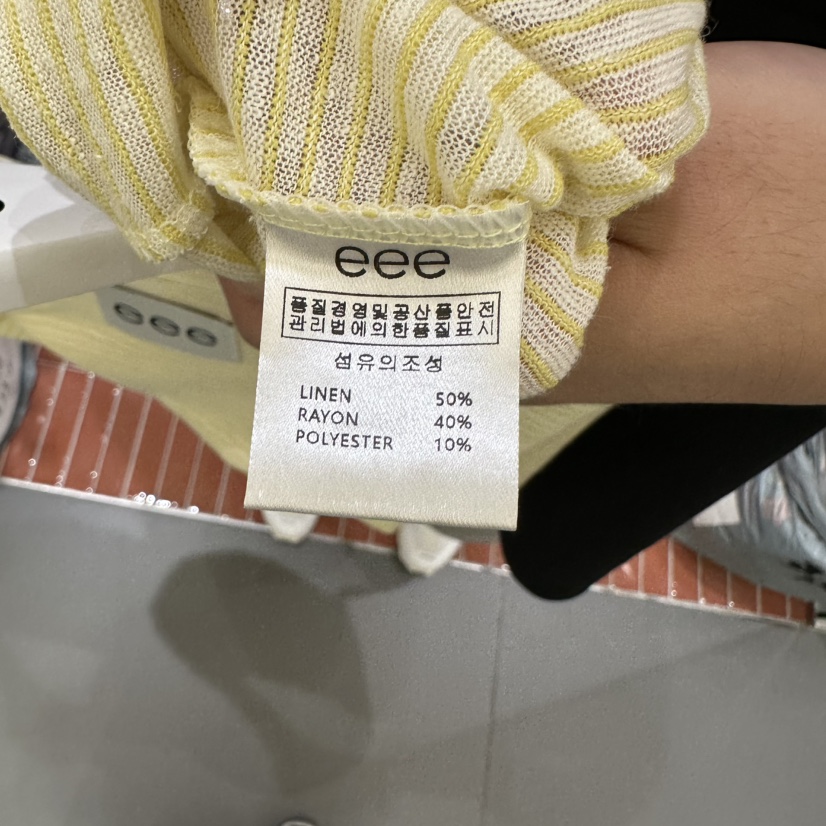 eee
품질경영및공산품안전
관리법에의한품질표시
섬유의조성
LINEN 50%
RAYON 40%
POLYESTER 10%
eee